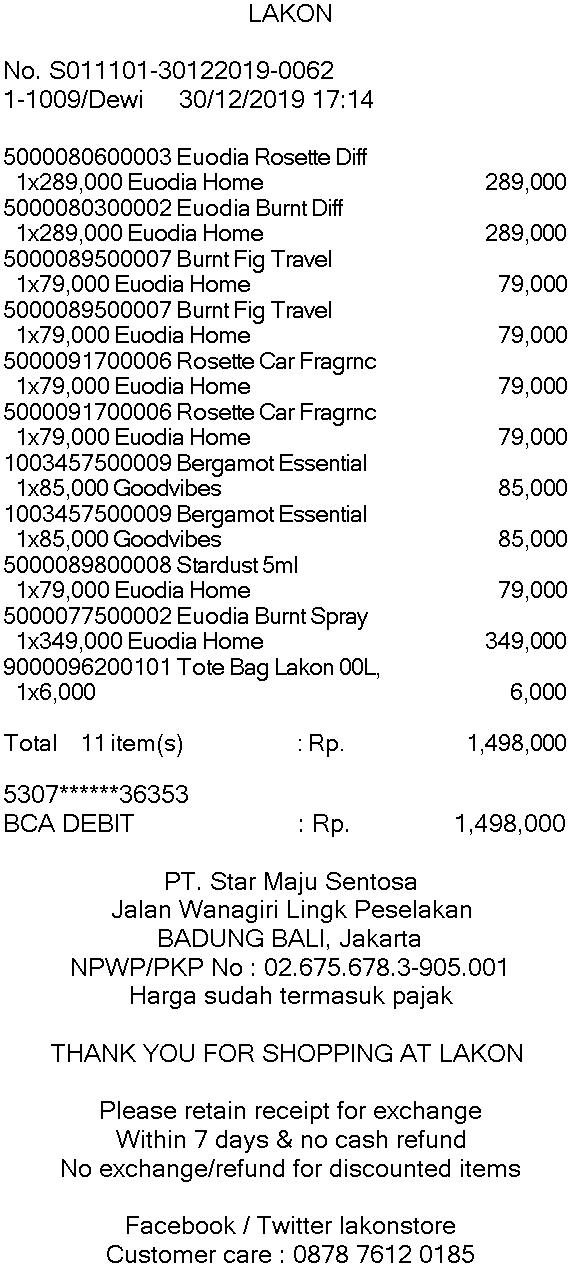 LAKON
No. S011101-30122019-0062
1-1009/Dewi 30/12/2019 17:14
5000080600003 Euodia Rosette Diff
1x289,000 Euodia Home 289,000
5000080300002 Euodia Burnt Diff
1x289,000 Euodia Home 289,000
5000089500007 Burnt Fig Travel
1x79,000 Euodia Home 79,000
5000089500007 Burnt Fig Travel
1x79,000 Euodia Home 79,000
5000091700006 Rosette Car Fragrnc
1x79,000 Euodia Home 79,000
5000091700006 Rosette Car Fragrnc
1x79,000 Euodia Home 79,000
1003457500009 Bergamot Essential
1x85,000 Goodvibes 85,000
1003457500009 Bergamot Essential
1x85,000 Goodvibes 85,000
5000089800008 Stardust 5ml
1x79,000 Euodia Home 79,000
5000077500002 Euodia Burnt Spray
1x349,000 Euodia Home 349,000
9000096200101 Tote Bag Lakon 00L,
1x6,000 6,000
Total 11 item(s) : Rp. 1,498,000
5307******36353
BCA DEBIT : Rp. 1,498,000
PT. Star Maju Sentosa
Jalan Wanagiri Lingk Peselakan
BADUNG BALI, Jakarta
NPWP/PKP No : 02.675.678.3-905.001
Harga sudah termasuk pajak
THANK YOU FOR SHOPPING AT LAKON
Please retain receipt for exchange
Within 7 days & no cash refund
No exchange/refund for discounted items
Facebook / Twitter lakonstore
Customer care : 0878 7612 0185